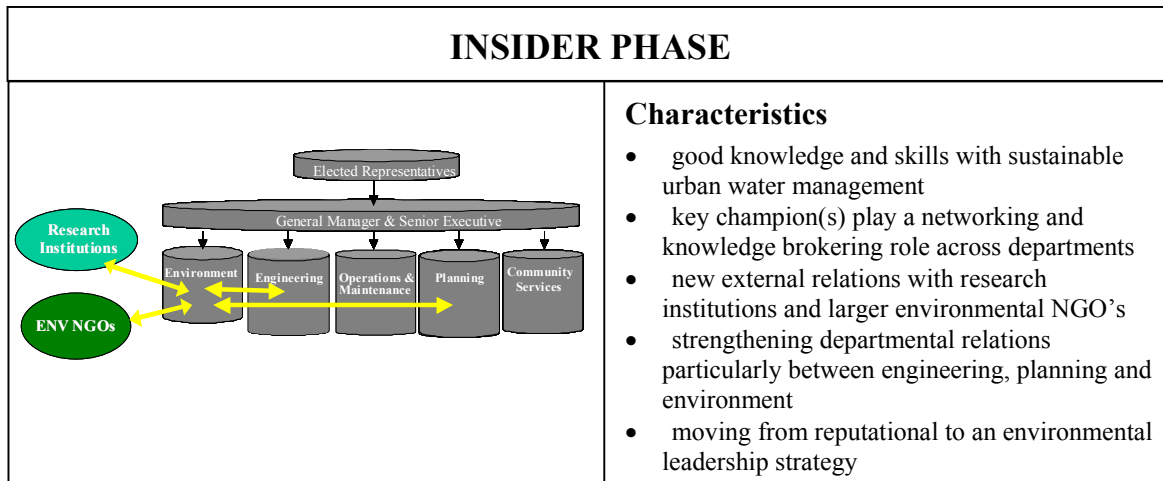 INSIDER PHASE
Elected Representatives
General Manager & Senior Executive
Research
Institutions
ENV NGOs
Environment
Engineering
Operations &
Maintenance
Planning
Community
Services
Characteristics
• good knowledge and skills with sustainable
urban water management
• key champion(s) play a networking and
knowledge brokering role across departments
• new external relations with research
institutions and larger environmental NGO's
• strengthening departmental relations
particularly between engineering, planning and
environment
• moving from reputational to an environmental
leadership strategy